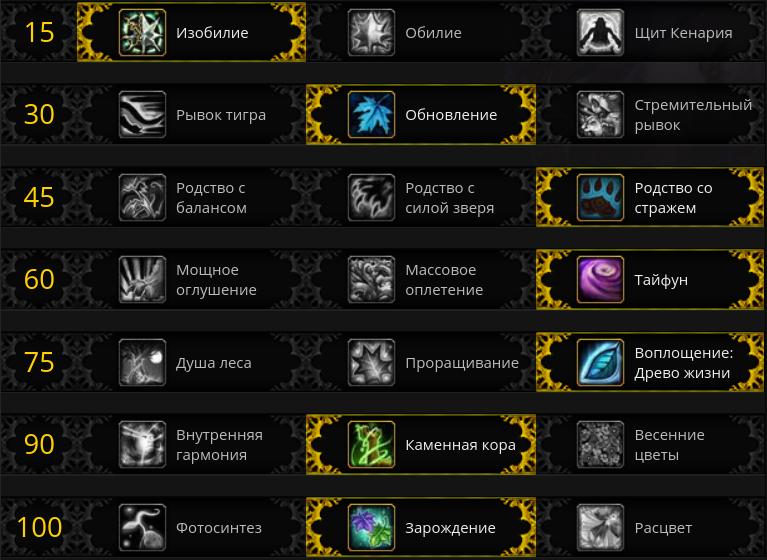 15 Изобилие Обилие Щит Кенария
30 Рывок тигра Обновление Стремительный рывок
45 Родство с балансом Родство с силой зверя Родство со стражем
60 Мощное оглушение Массовое оплетение Тайфун
75 Душа леса Проращивание Воплощение: Древо жизни
90 Внутренняя гармония Каменная кора Весенние цветы
100 Фотосинтез Зарождение Расцвет